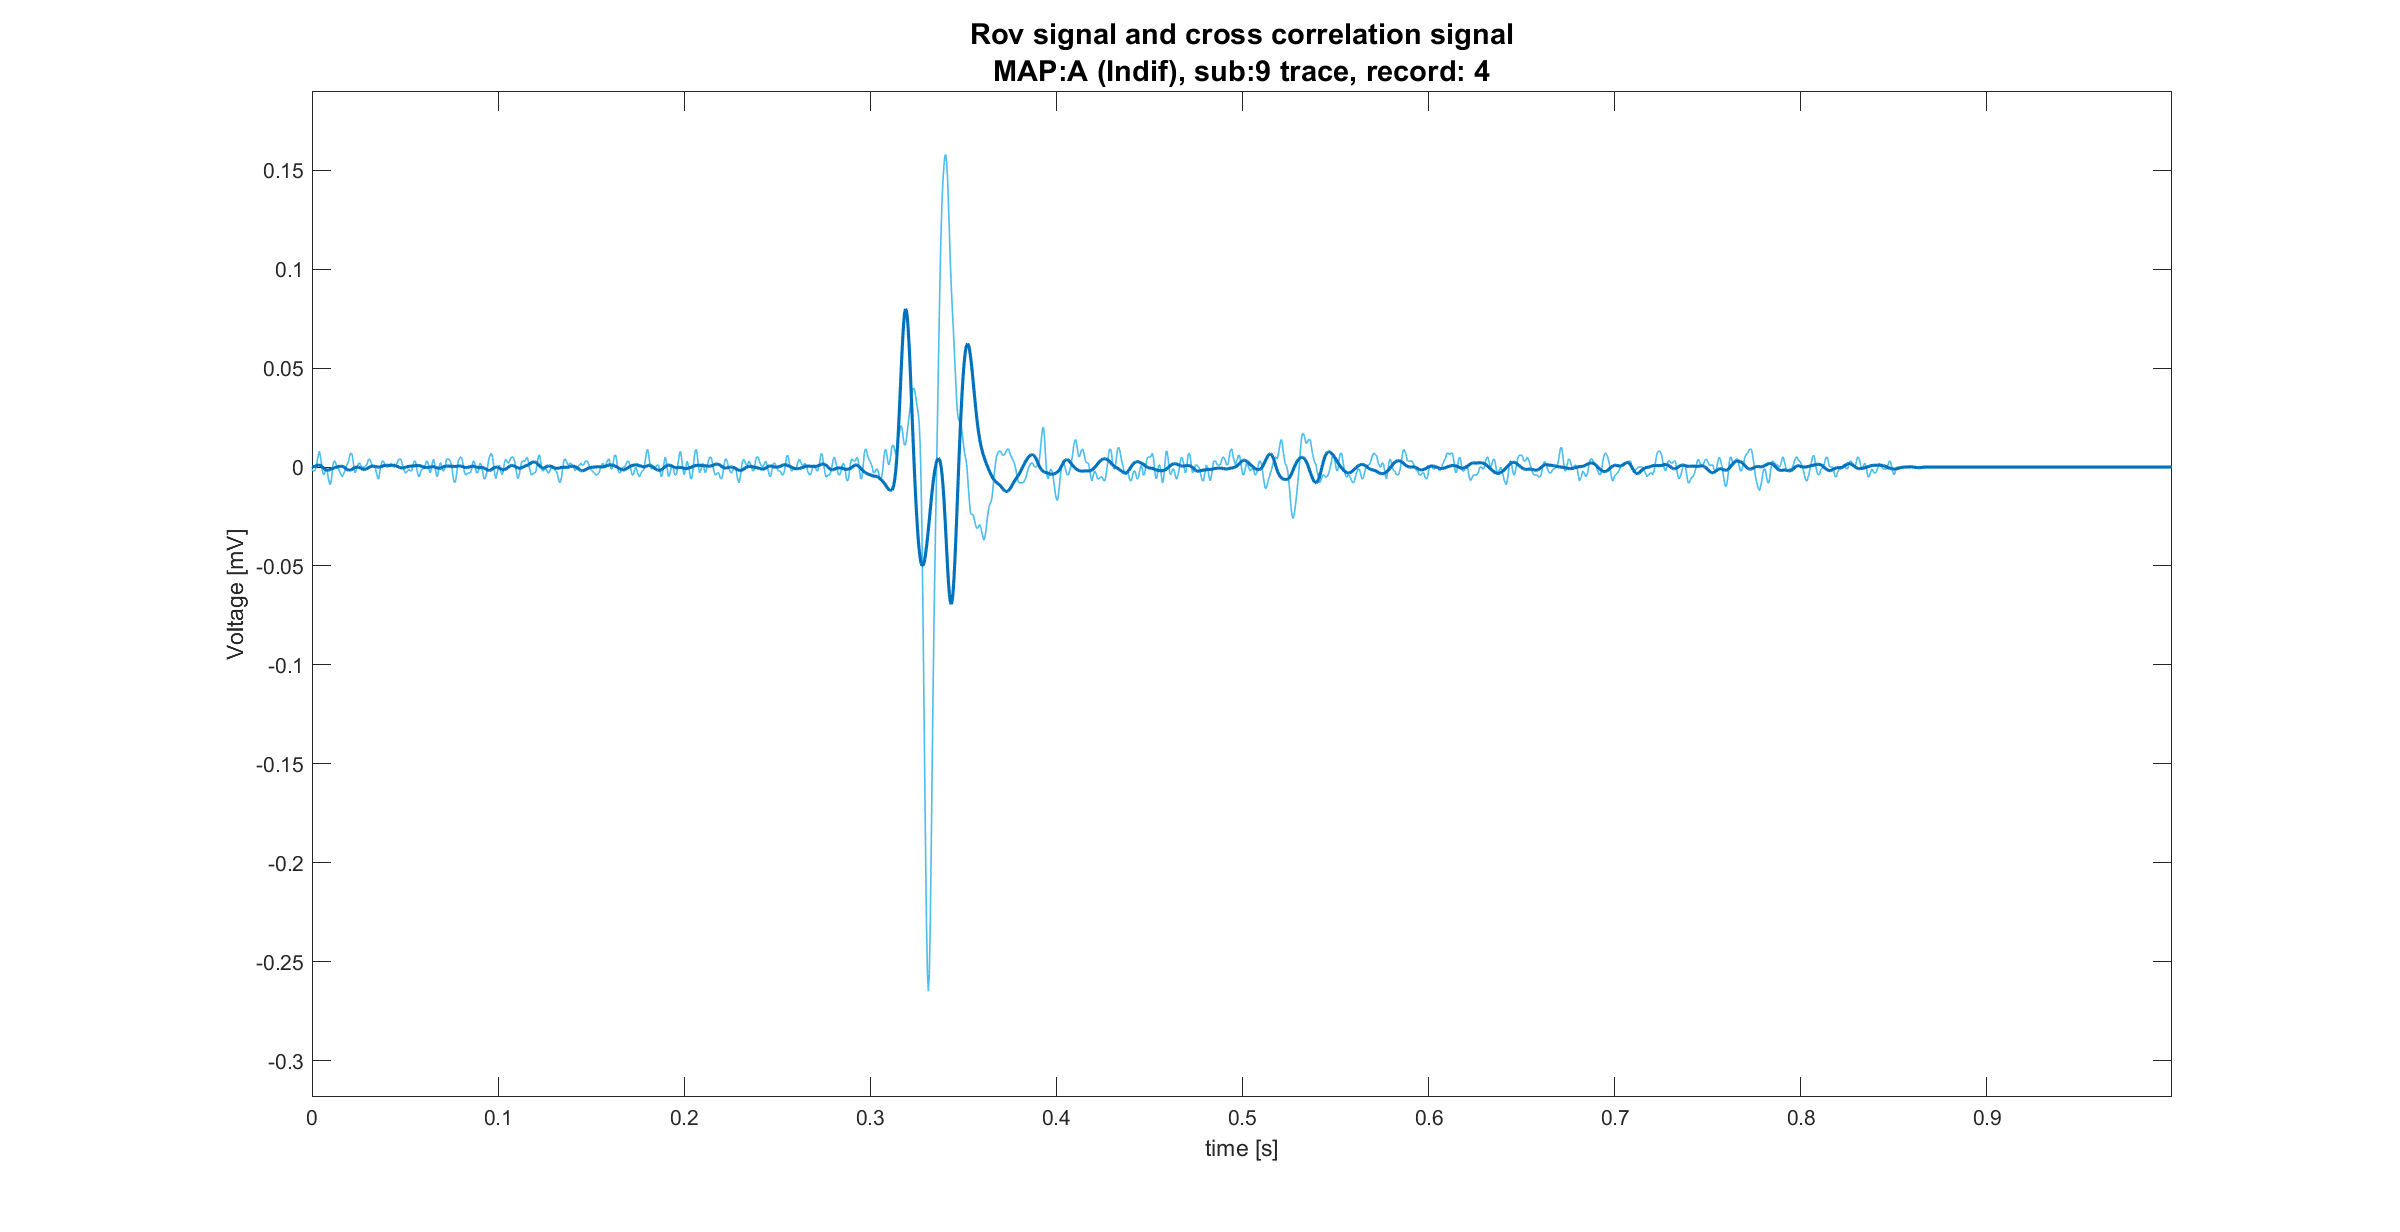 Rov signal and cross correlation signal
MAP:A (Indif), sub:9 trace, record: 4
0.15
0.1
0.05
0
-0.05
-0.1
-0.15
-0.2
-0.25
-0.3
Voltage [mV]
0 0.1 0.2 0.3 0.4 0.5 0.6 0.7 0.8 0.9
time [s]